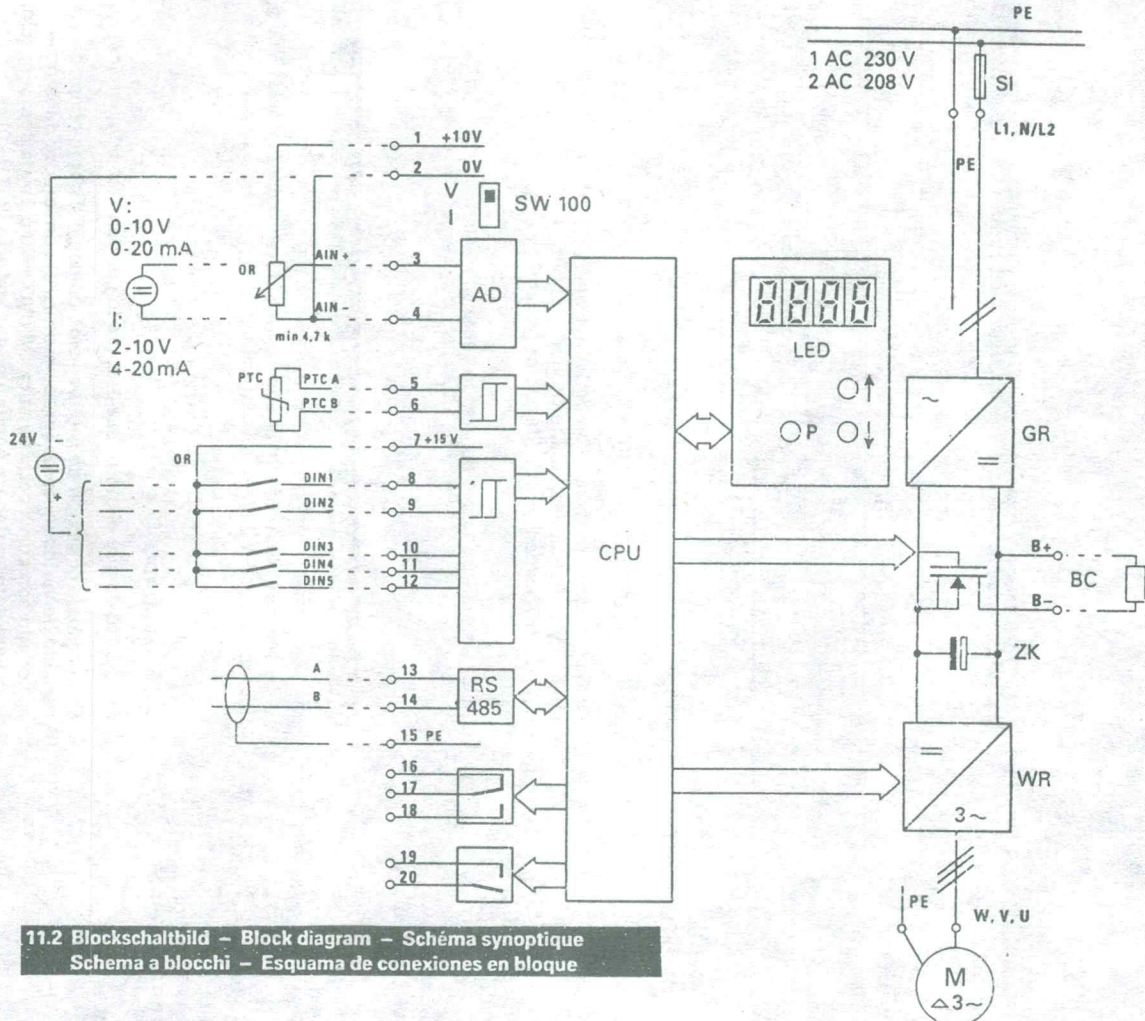 PE
1 AC 230 V
2 AC 208 V
SI
L1, N/L2
PE
1 +10V
2 0V
V
I
SW 100
V:
0-10 V
0-20 mA
I:
2-10 V
4-20 mA
OR
AIN +
3
AIN -
4
min 4,7 k
AD
PTC
PTC A
5
PTC B
6
24V
-
+
7 +15 V
OR
DIN1
8
DIN2
9
DIN3
10
DIN4
11
DIN5
12
CPU
8888
LED
↑
P
↓
~
=
GR
B+
BC
B-
ZK
A
13
B
14
RS
485
15 PE
16
17
18
19
20
=
3~
WR
PE
W, V, U
M
△3~
11.2 Blockschaltbild – Block diagram – Schéma synoptique
Schema a blocchi – Esquama de conexiones en bloque